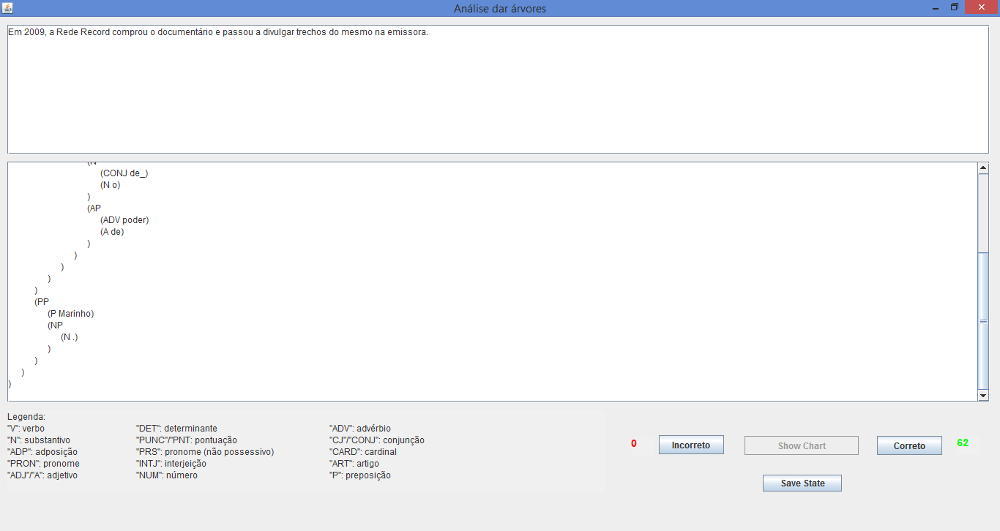 Análise dar árvores
Em 2009, a Rede Record comprou o documentário e passou a divulgar trechos do mesmo na emissora.
(N
(CONJ de_)
(N o)
)
(AP
(ADV poder)
(A de)
)
)
)
)
)
(PP
(P Marinho)
(NP
(N .)
)
)
)
)
Legenda:
"V": verbo
"N": substantivo
"ADP": adposição
"PRON": pronome
"ADJ"/"A": adjetivo
"DET": determinante
"PUNC"/"PNT: pontuação
"PRS": pronome (não possessivo)
"INTJ": interjeição
"NUM": número
"ADV": advérbio
"CJ"/"CONJ": conjunção
"CARD": cardinal
"ART": artigo
"P": preposição
0
Incorreto
Show Chart
Correto
62
Save State